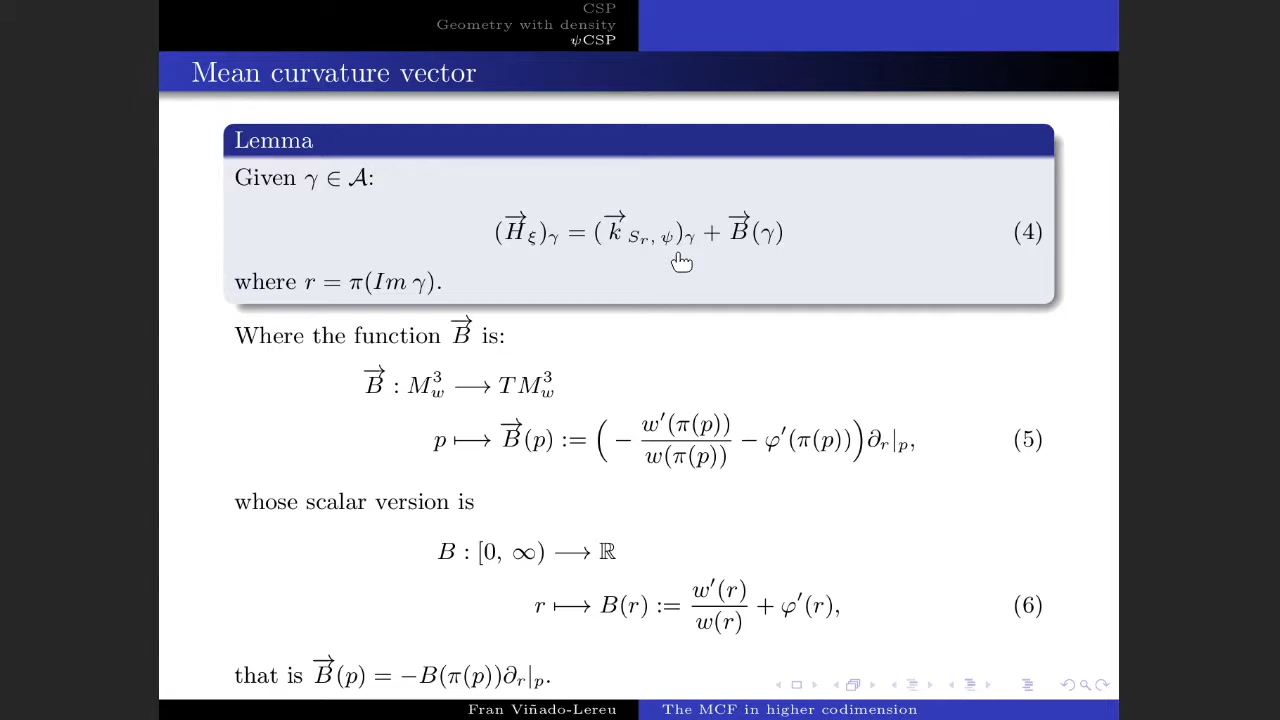 CSP
Geometry with density
ψCSP
Mean curvature vector
Lemma
Given γ ∈ 𝒜:
(H⃗_ξ)_γ = (k⃗_{S_r, ψ})_γ + B⃗(γ) (4)
where r = π(Im γ).
Where the function B⃗ is:
B⃗ : M³_w ⟶ TM³_w
p ⟼ B⃗(p) := ( − w′(π(p)) / w(π(p)) − φ′(π(p)) ) ∂_r|_p, (5)
whose scalar version is
B : [0, ∞) ⟶ ℝ
r ⟼ B(r) := w′(r) / w(r) + φ′(r), (6)
that is B⃗(p) = −B(π(p))∂_r|_p.
Fran Viñado-Lereu The MCF in higher codimension